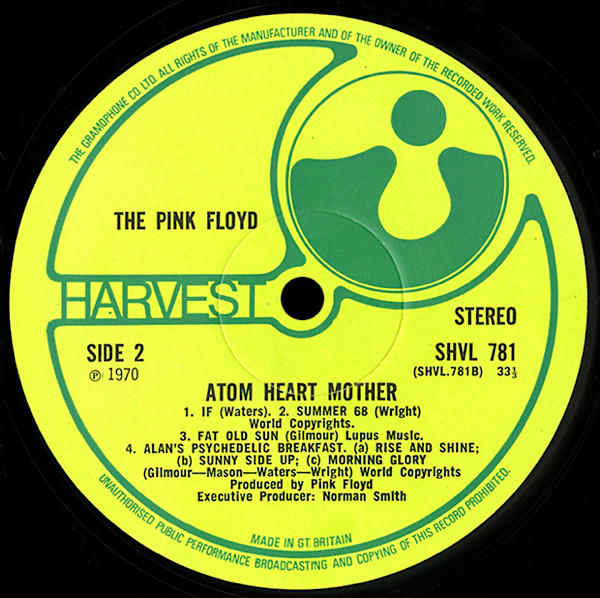 THE GRAMOPHONE CO. LTD. ALL RIGHTS OF THE MANUFACTURER AND OF THE OWNER OF THE RECORDED WORK RESERVED.
THE PINK FLOYD
HARVEST
STEREO
SIDE 2
SHVL 781
Ⓟ 1970
(SHVL.781B) 33⅓
ATOM HEART MOTHER
1. IF (Waters). 2. SUMMER 68 (Wright)
World Copyrights.
3. FAT OLD SUN (Gilmour) Lupus Music.
4. ALAN'S PSYCHEDELIC BREAKFAST. (a) RISE AND SHINE;
(b) SUNNY SIDE UP; (c) MORNING GLORY
(Gilmour—Mason—Waters—Wright) World Copyrights
Produced by Pink Floyd
Executive Producer: Norman Smith
MADE IN GT. BRITAIN
UNAUTHORISED PUBLIC PERFORMANCE BROADCASTING AND COPYING OF THIS RECORD PROHIBITED.